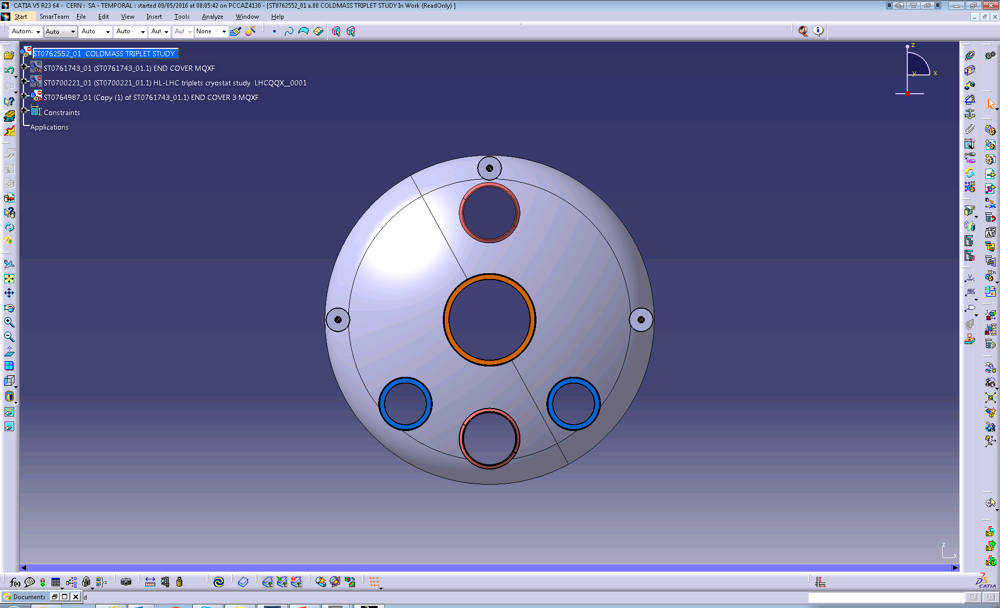 CATIA V5 R23 64 - CERN : SA - TEMPORAL : started 09/05/2016 at 08:05:42 on PCCAZ4130 - [ST0762552_01 a.00 COLDMASS TRIPLET STUDY In Work (ReadOnly) ]
Start SmarTeam File Edit View Insert Tools Analyze Window Help
Autom: Auto Auto Auto Aut Aut None
ST0762552_01 COLDMASS TRIPLET STUDY
ST0761743_01 (ST0761743_01.1) END COVER MQXF
ST0700221_01 (ST0700221_01.1) HL-LHC triplets cryostat study LHCQQX__0001
ST0764987_01 (Copy (1) of ST0761743_01.1) END COVER 3 MQXF
Constraints
Applications
z
y x
ABC
z
x
f(x)
CATIA
Documents d